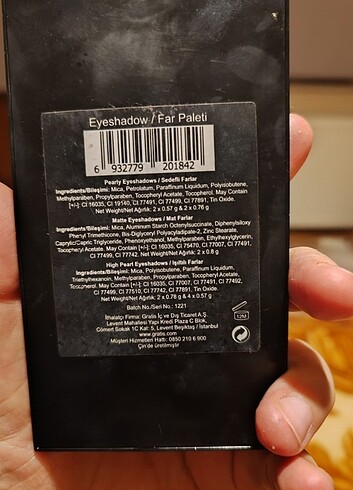 Eyeshadow / Far Paleti
6 932779 201842
Pearly Eyeshadows / Sedefli Farlar
Ingredients/Bileşimi: Mica, Petrolatum, Paraffinum Liquidum, Polyisobutene,
Methylparaben, Propylparaben, Tocopheryl Acetate, Tocopherol. May Contain
[+/-]: CI 16035, CI 19140, CI 77491, CI 77499, CI 77891, Tin Oxide.
Net Weight/Net Ağırlık: 2 x 0.57 g & 2 x 0.76 g
Matte Eyeshadows / Mat Farlar
Ingredients/Bileşimi: Mica, Aluminum Starch Octenylsuccinate, Diphenylsiloxy
Phenyl Trimethicone, Bis-Diglyceryl Polyacyladipate-2, Zinc Stearate,
Caprylic/Capric Triglyceride, Phenoxyethanol, Methylparaben, Ethylhexylglycerin,
Tocopheryl Acetate, May Contain [+/-]: CI 16035, CI 75470, CI 77007, CI 77491,
CI 77499, CI 77742. Net Weight/Net Ağırlık: 2 x 0.8 g
High Pearl Eyeshadows / Işıltılı Farlar
Ingredients/Bileşimi: Mica, Polyisobutene, Paraffinum Liquidum,
Triethylhexanoin, Methylparaben, Propylparaben, Tocopheryl Acetate,
Tocopherol. May Contain [+/-]: CI 16035, CI 77007, CI 77491, CI 77492,
CI 77499, CI 77510, CI 77742, CI 77891, Tin Oxide.
Net Weight/Net Ağırlık: 2 x 0.78 g & 4 x 0.57 g
Batch No./Seri No.: 1221
İthalatçı Firma: Gratis İç ve Dış Ticaret A.Ş.
Levent Mahallesi Yapı Kredi Plaza C Blok,
Cömert Sokak 1C Kat: 5, Levent Beşiktaş / İstanbul
www.gratis.com
Müşteri Hizmetleri Hattı: 0850 210 6 900
Çin'de üretilmiştir
12M